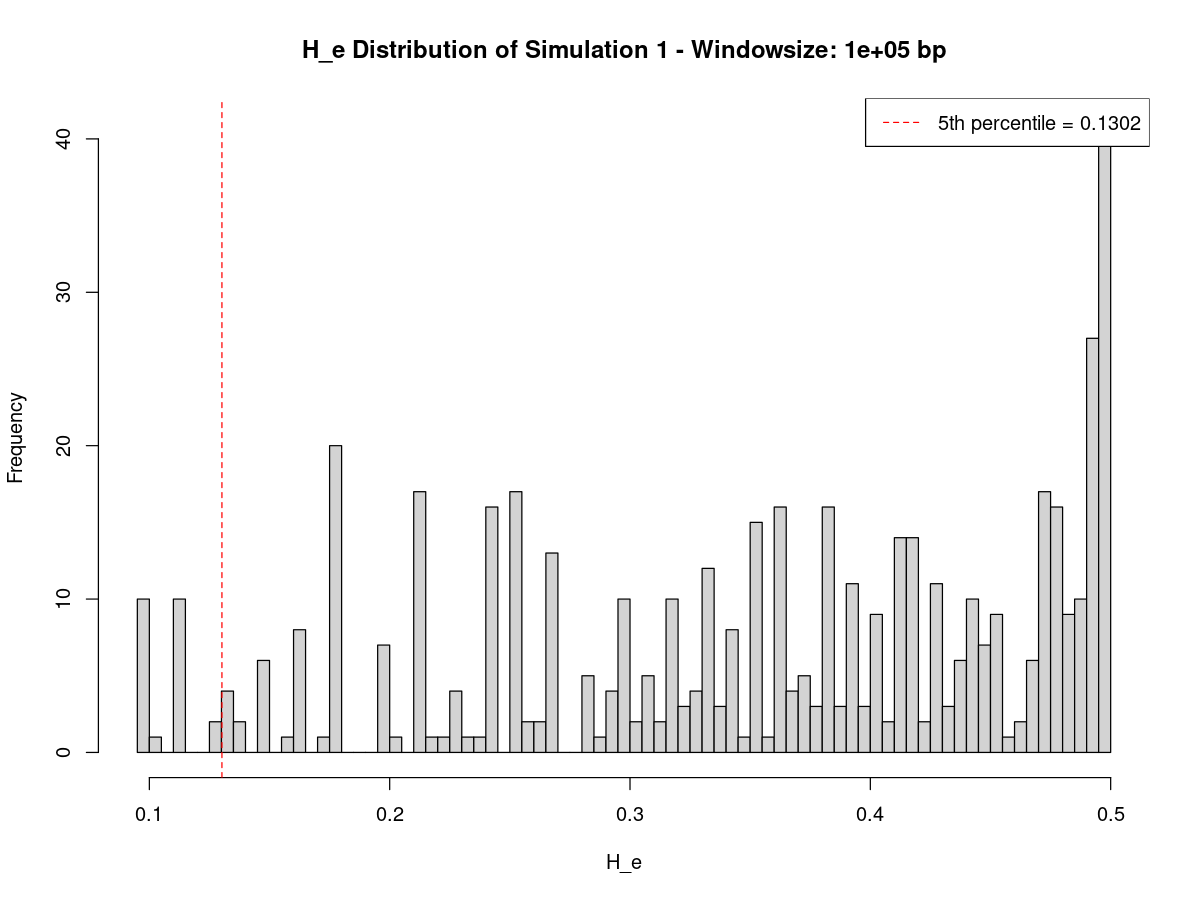 H_e Distribution of Simulation 1 - Windowsize: 1e+05 bp
5th percentile = 0.1302
Frequency
40
30
20
10
0
0.1 0.2 0.3 0.4 0.5
H_e